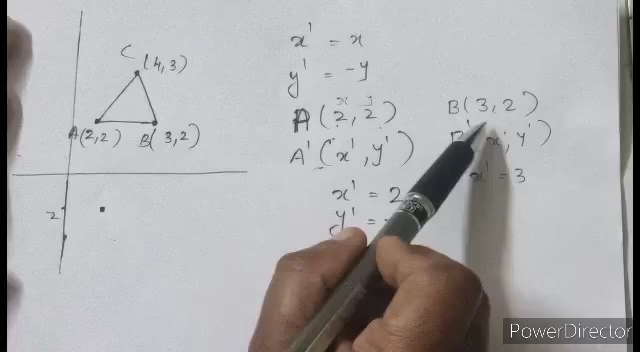 C (4,3)
A(2,2) B(3,2)
2
x' = x
y' = -y
x y
A (2, 2)
A' (x', y')
x' = 2
y' = -
B(3, 2)
x', y')
x' = 3
PowerDirector